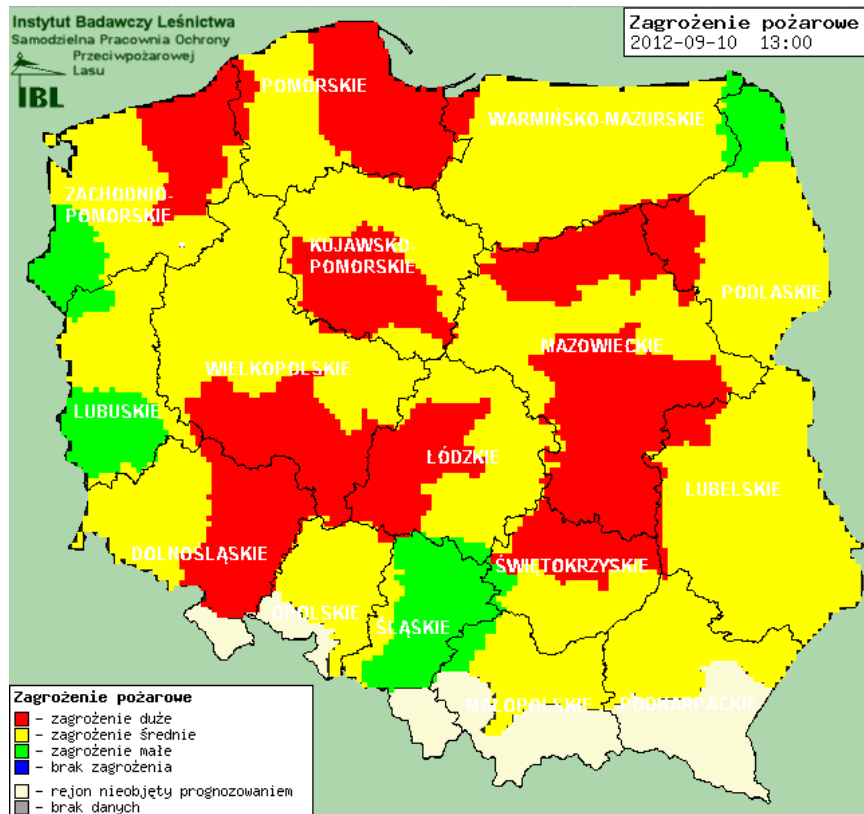 Instytut Badawczy Leśnictwa
Samodzielna Pracownia Ochrony
Przeciwpożarowej
Lasu
IBL
Zagrożenie pożarowe
2012-09-10 13:00
POMORSKIE
WARMIŃSKO-MAZURSKIE
ZACHODNIO-
POMORSKIE
KUJAWSKO-
POMORSKIE
PODLASKIE
MAZOWIECKIE
WIELKOPOLSKIE
LUBUSKIE
ŁÓDZKIE
LUBELSKIE
DOLNOŚLĄSKIE
ŚWIĘTOKRZYSKIE
OPOLSKIE
ŚLĄSKIE
MAŁOPOLSKIE
PODKARPACKIE
Zagrożenie pożarowe
– zagrożenie duże
– zagrożenie średnie
– zagrożenie małe
– brak zagrożenia
– rejon nieobjęty prognozowaniem
– brak danych